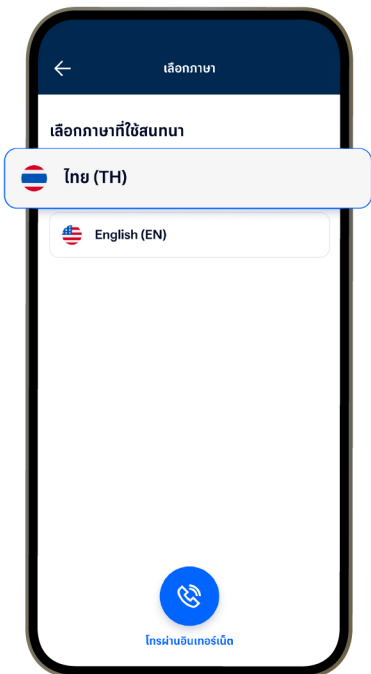 เลือกภาษา
เลือกภาษาที่ใช้สนทนา
ไทย (TH)
English (EN)
โทรผ่านอินเทอร์เน็ต